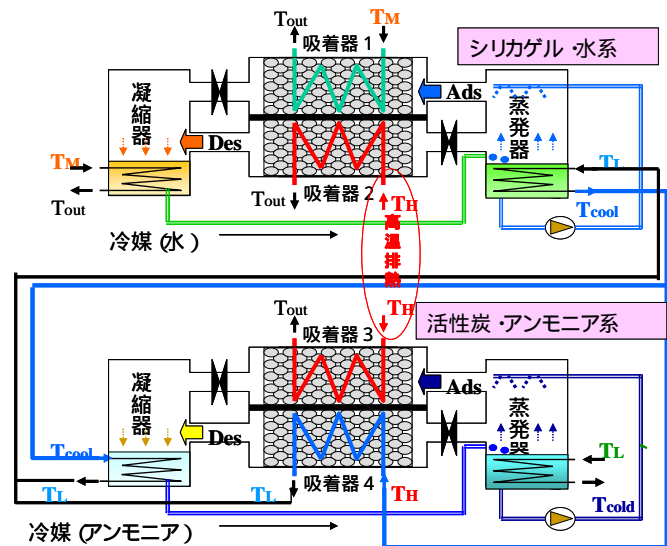 Tout
TM
吸着器 1
シリカゲル・水系
凝縮器
Ads
蒸発器
Des
TM
Tout
Tout
吸着器 2
TH
TL
Tcool
冷媒 (水)
高温排熱
TH
Tout
吸着器 3
活性炭・アンモニア系
凝縮器
Ads
蒸発器
Des
Tcool
TL
TL
吸着器 4
TH
TL
Tcold
冷媒 (アンモニア)